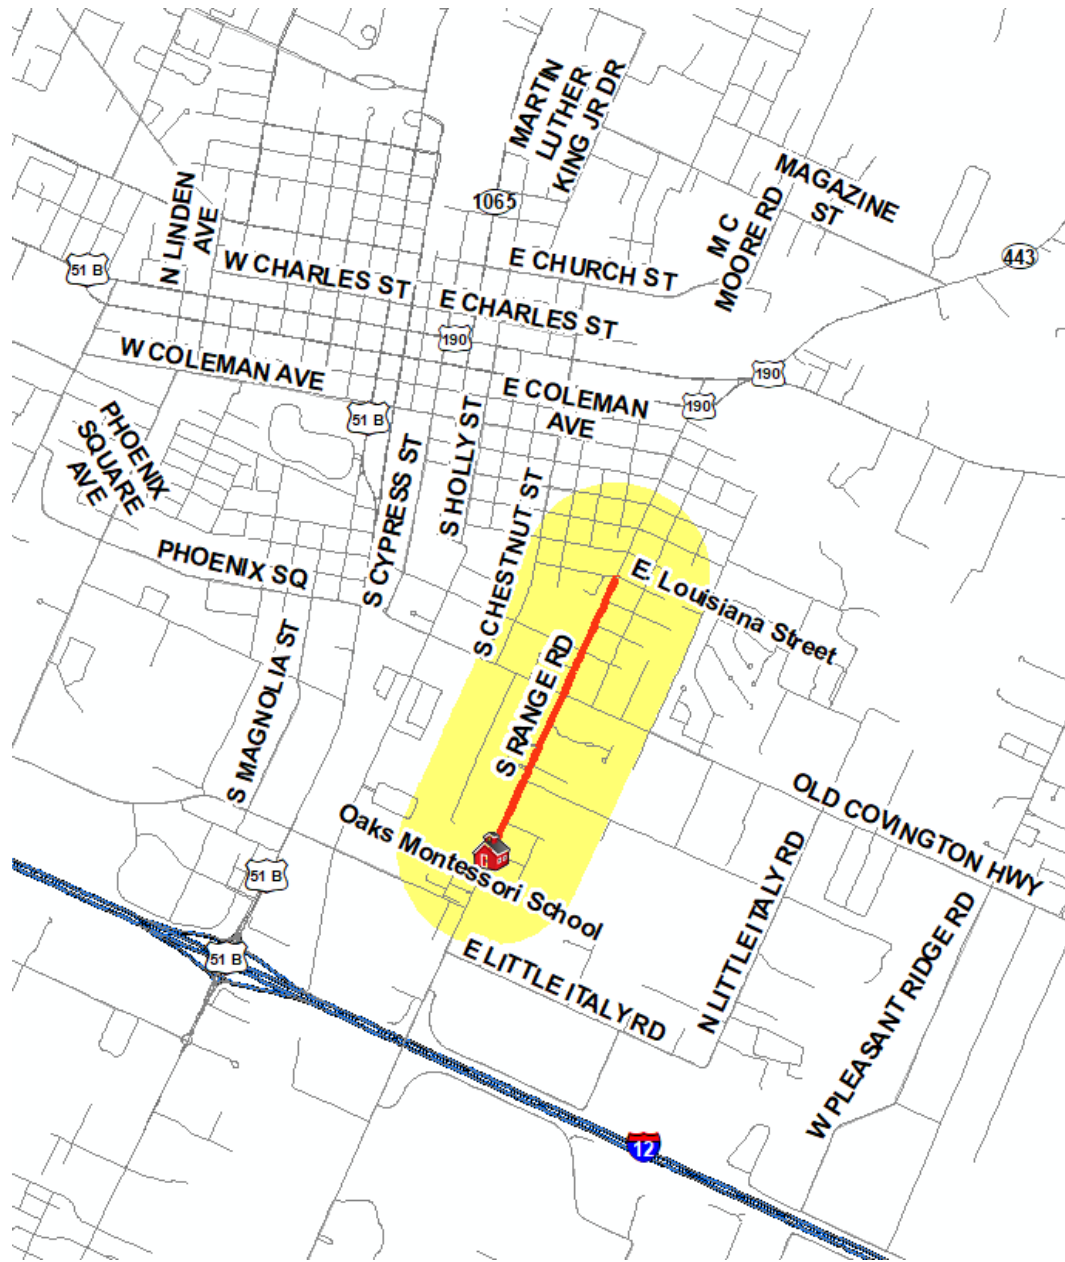 MARTIN
LUTHER
KING JR DR
MAGAZINE
ST
N LINDEN
AVE
1065
M C
MOORE RD
443
51 B
W CHARLES ST
E CHURCH ST
E CHARLES ST
190
W COLEMAN AVE
190
E COLEMAN
AVE
190
51 B
PHOENIX
SQUARE
AVE
S CYPRESS ST
S HOLLY ST
S CHESTNUT ST
PHOENIX SQ
E. Louisiana Street
S MAGNOLIA ST
S RANGE RD
OLD COVINGTON HWY
Oaks Montessori School
51 B
N LITTLE ITALY RD
W PLEASANT RIDGE RD
51 B
E LITTLE ITALY RD
12